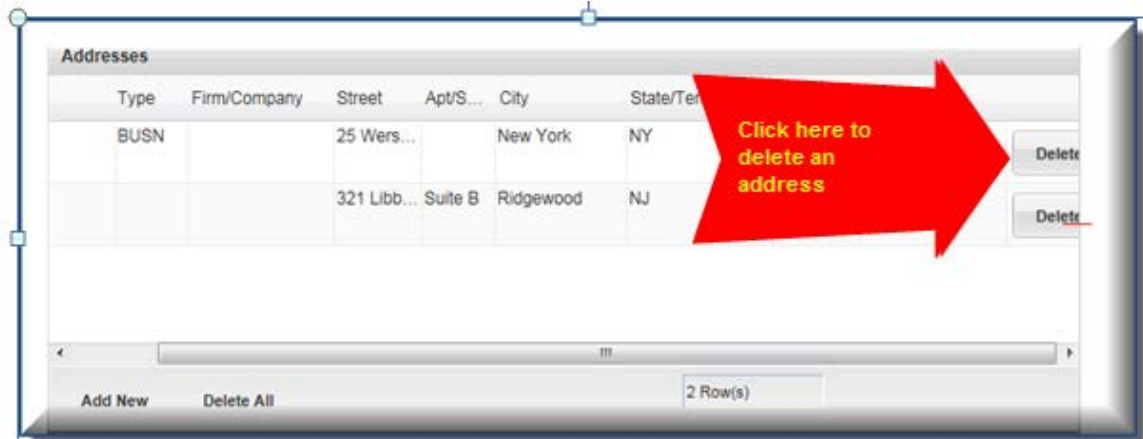 Addresses
Type Firm/Company Street Apt/S... City State/Ter
BUSN 25 Wers... New York NY Delete
321 Libb... Suite B Ridgewood NJ Delete
Click here to
delete an
address
Add New Delete All 2 Row(s)